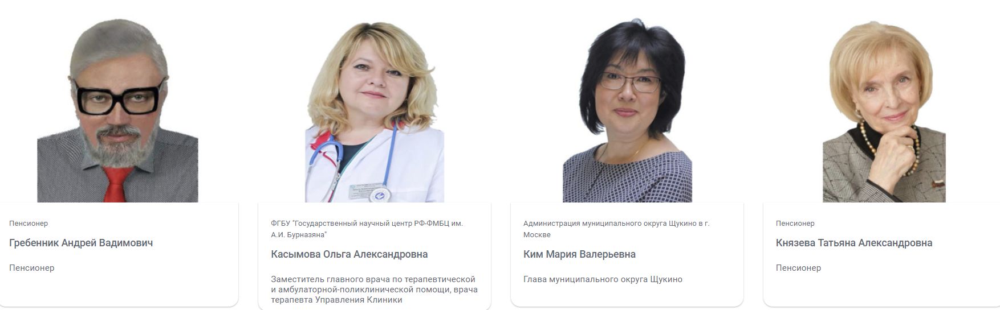 Пенсионер
Гребенник Андрей Вадимович
Пенсионер
ФГБУ "Государственный научный центр РФ-ФМБЦ им.
А.И. Бурназяна"
Касымова Ольга Александровна
Заместитель главного врача по терапевтической
и амбулаторной-поликлинической помощи, врача
терапевта Управления Клиники
Администрация муниципального округа Щукино в г.
Москве
Ким Мария Валерьевна
Глава муниципального округа Щукино
Пенсионер
Князева Татьяна Александровна
Пенсионер